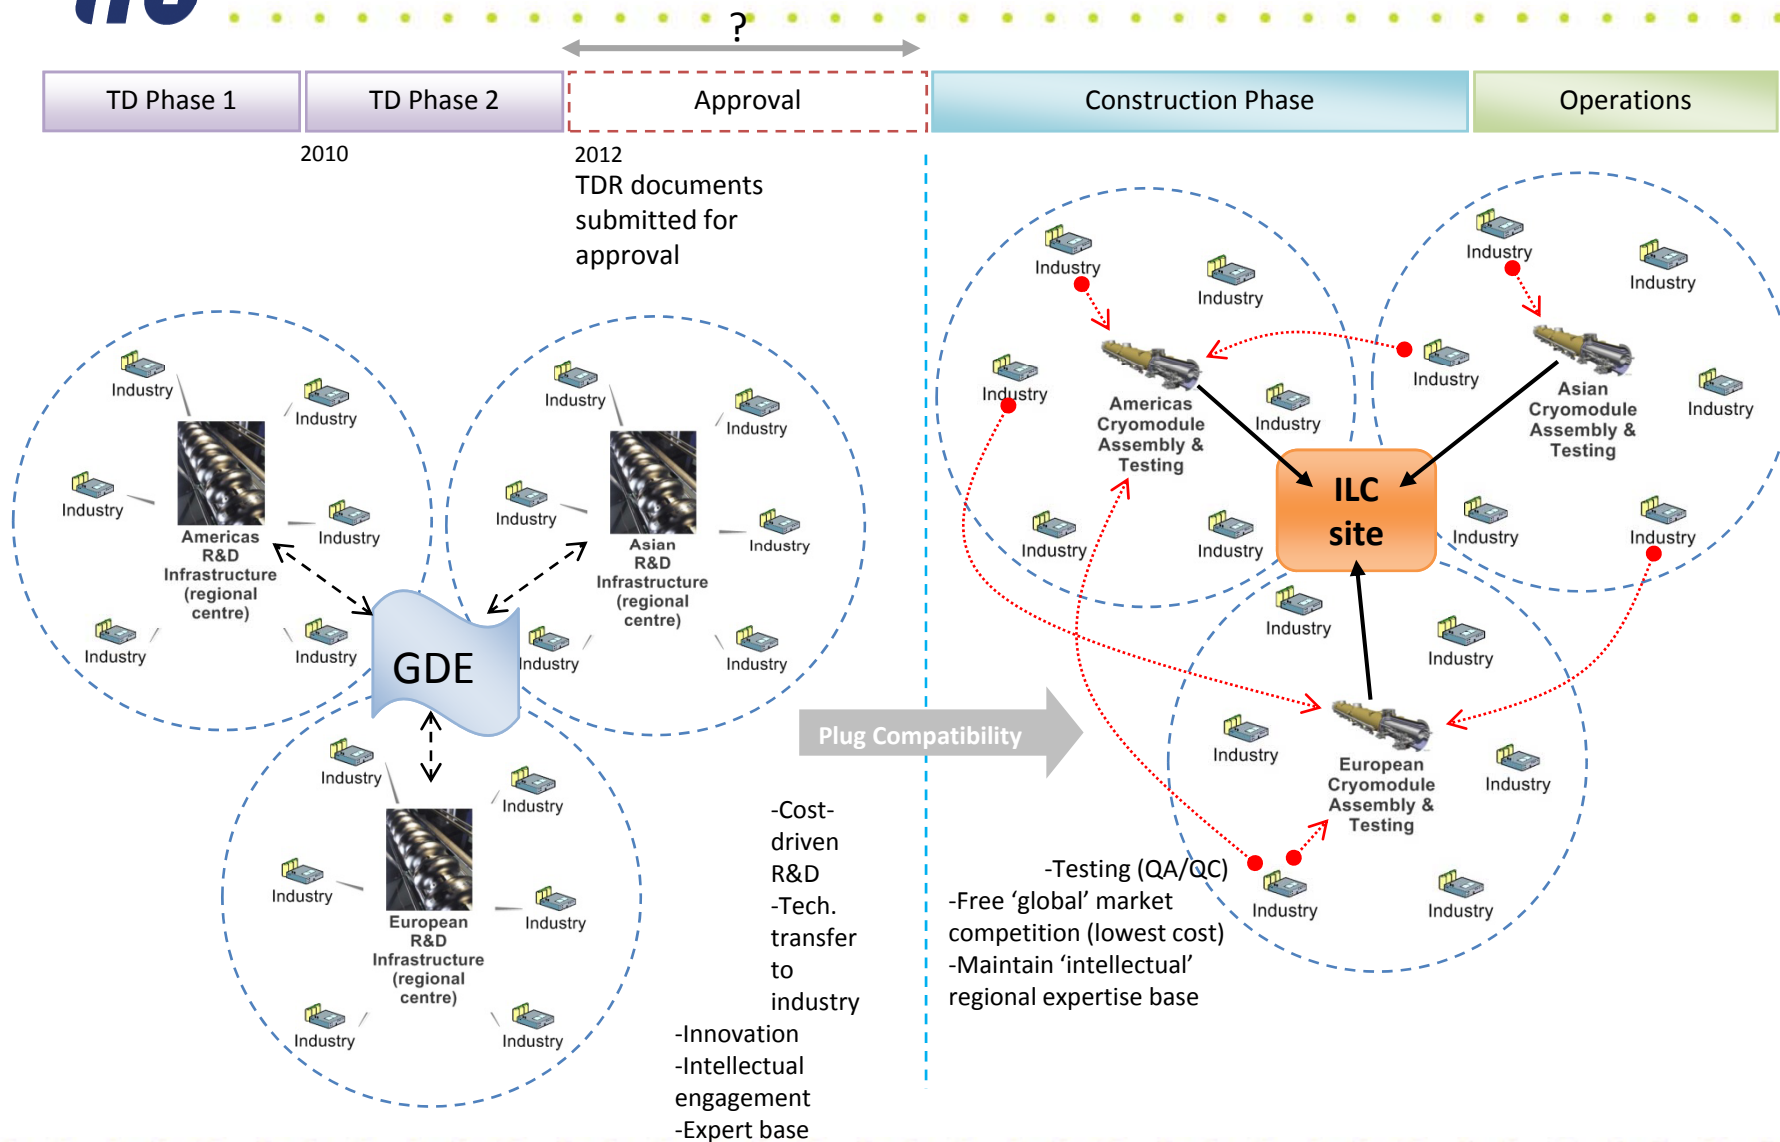 ?
TD Phase 1
TD Phase 2
Approval
Construction Phase
Operations
2010
2012
TDR documents
submitted for
approval
Industry
Industry
Industry
Industry
Industry
Industry
Americas
R&D
Infrastructure
(regional
centre)
Industry
Industry
Industry
Industry
Industry
Industry
Asian
R&D
Infrastructure
(regional
centre)
GDE
Industry
Industry
Industry
Industry
Industry
Industry
European
R&D
Infrastructure
(regional
centre)
Plug Compatibility
-Cost-
driven
R&D
-Tech.
transfer
to
industry
-Innovation
-Intellectual
engagement
-Expert base
Industry
Industry
Industry
Industry
Industry
Industry
Americas
Cryomodule
Assembly &
Testing
Industry
Industry
Industry
Industry
Industry
Industry
Asian
Cryomodule
Assembly &
Testing
ILC
site
Industry
Industry
Industry
Industry
Industry
Industry
European
Cryomodule
Assembly &
Testing
-Testing (QA/QC)
-Free ‘global’ market
competition (lowest cost)
-Maintain ‘intellectual’
regional expertise base